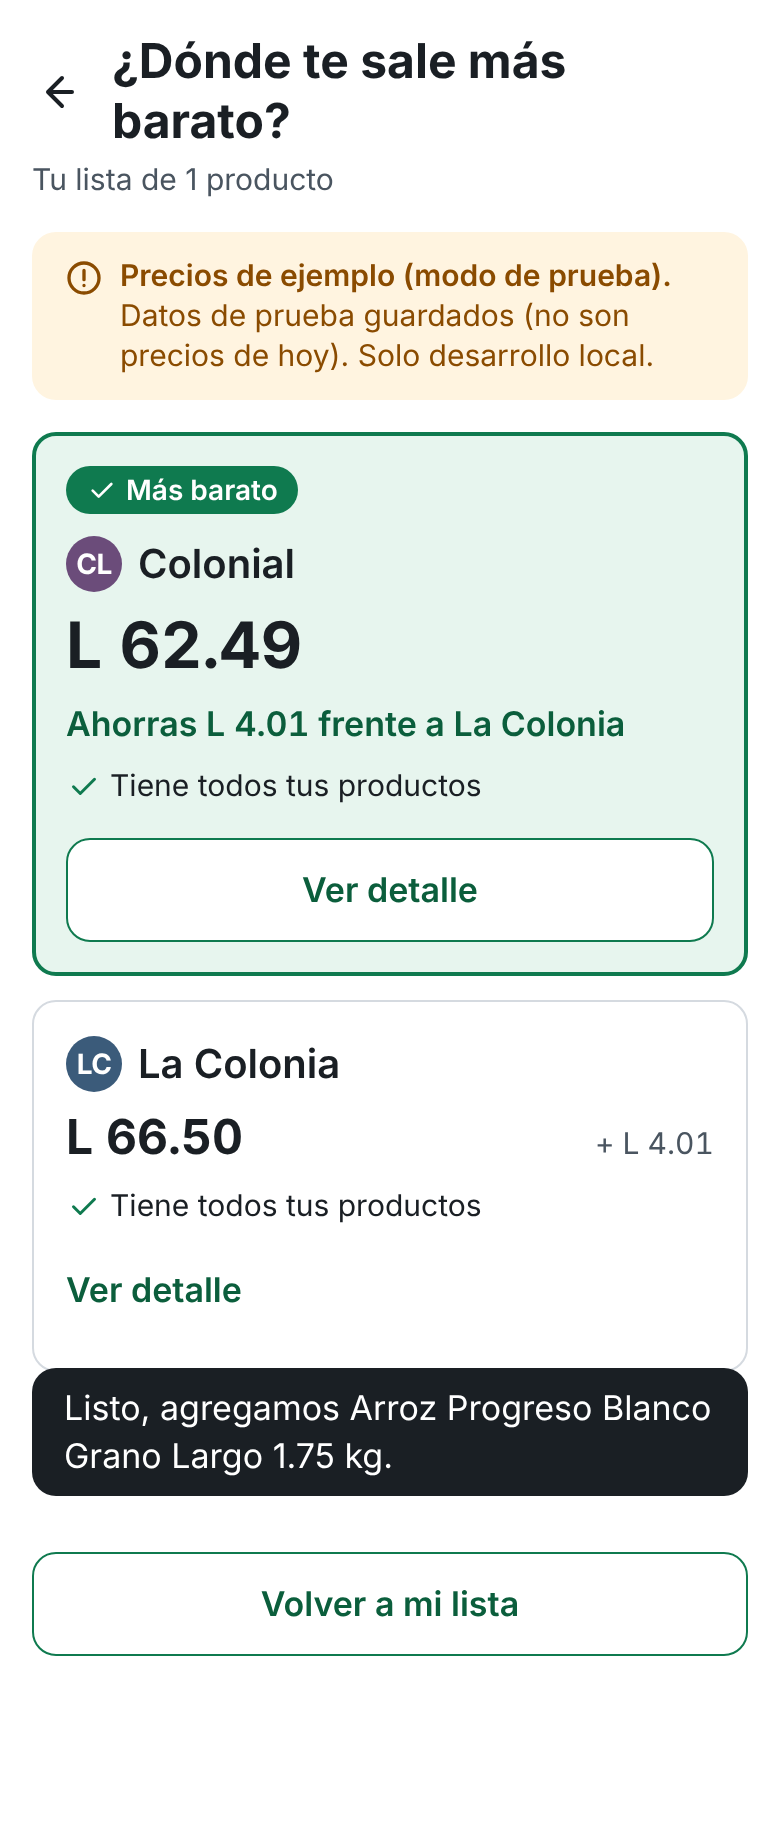 ¿Dónde te sale más
barato?
Tu lista de 1 producto
Precios de ejemplo (modo de prueba).
Datos de prueba guardados (no son
precios de hoy). Solo desarrollo local.
Más barato
CL Colonial
L 62.49
Ahorras L 4.01 frente a La Colonia
Tiene todos tus productos
Ver detalle
LC La Colonia
L 66.50 + L 4.01
Tiene todos tus productos
Ver detalle
Listo, agregamos Arroz Progreso Blanco
Grano Largo 1.75 kg.
Volver a mi lista